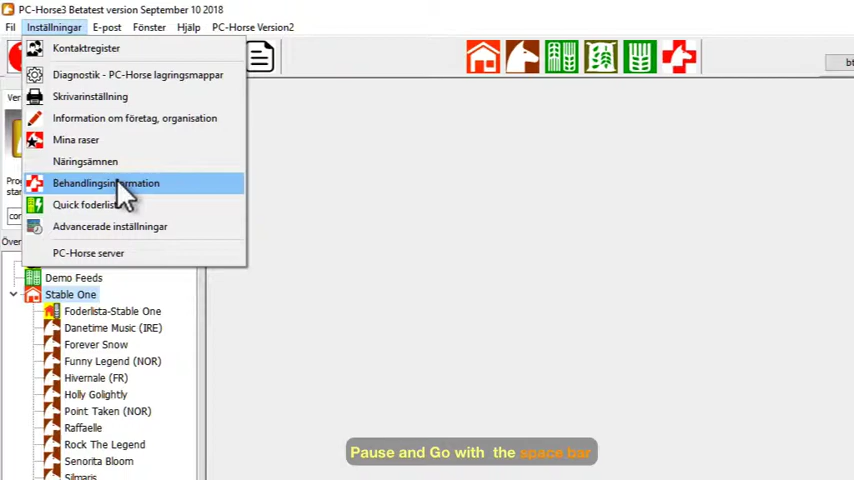 PC-Horse3 Betatest version September 10 2018
Fil Inställningar E-post Fönster Hjälp PC-Horse Version2
Kontaktregister
Diagnostik - PC-Horse lagringsmappar
Skrivarinställning
Information om företag, organisation
Mina raser
Näringsämnen
Behandlingsinformation
Quick foderlist
Advancerade inställningar
PC-Horse server
Demo Feeds
Stable One
Foderlista-Stable One
Danetime Music (IRE)
Forever Snow
Funny Legend (NOR)
Hivernale (FR)
Holly Golightly
Point Taken (NOR)
Raffaelle
Rock The Legend
Senorita Bloom
Silmaris
Pause and Go with the space bar